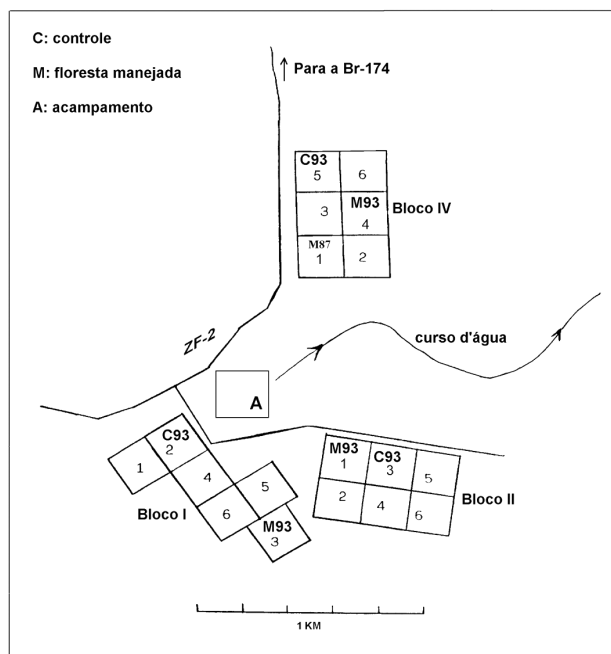 C: controle
M: floresta manejada
A: acampamento
Para a Br-174
C93
5
6
3
M93
4
Bloco IV
M87
1
2
ZF-2
curso d'água
A
C93
2
1
4
5
6
Bloco I
M93
3
M93
1
C93
3
5
2
4
6
Bloco II
1 KM